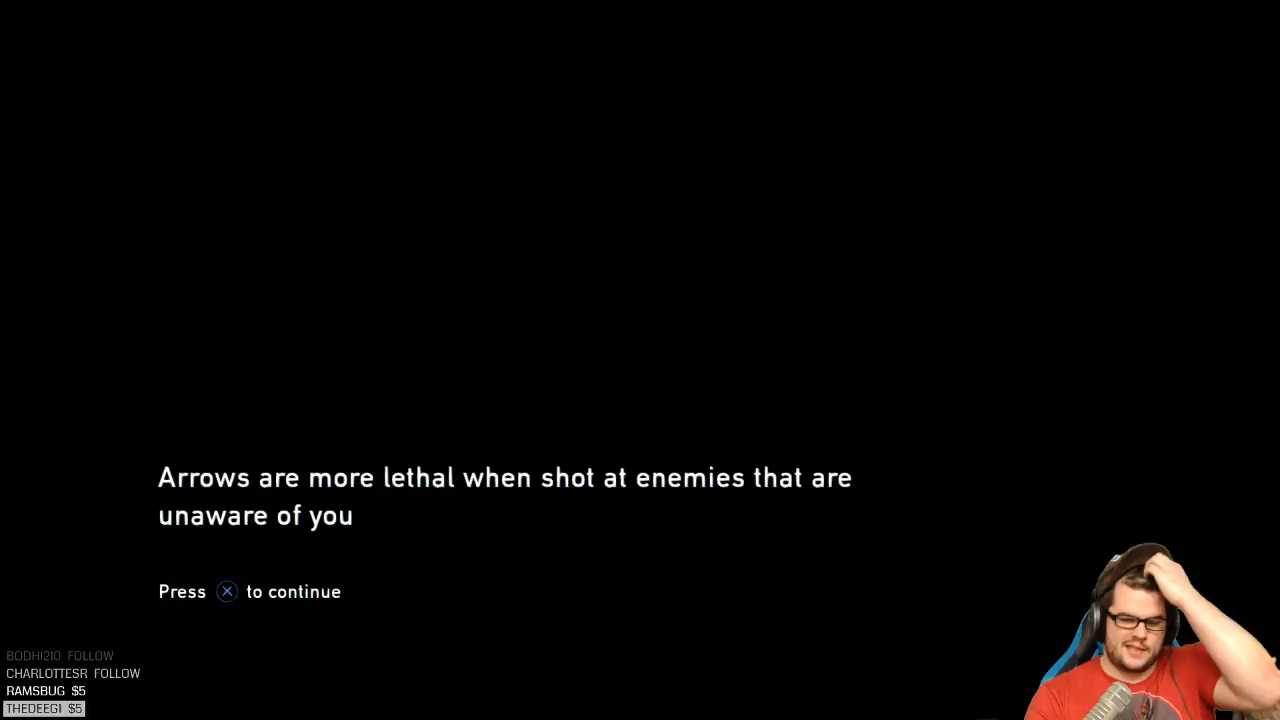 Arrows are more lethal when shot at enemies that are
unaware of you
Press ⓧ to continue
BODHI210 FOLLOW
CHARLOTTESR FOLLOW
RAMSBUG $5
THEDEEGI $5